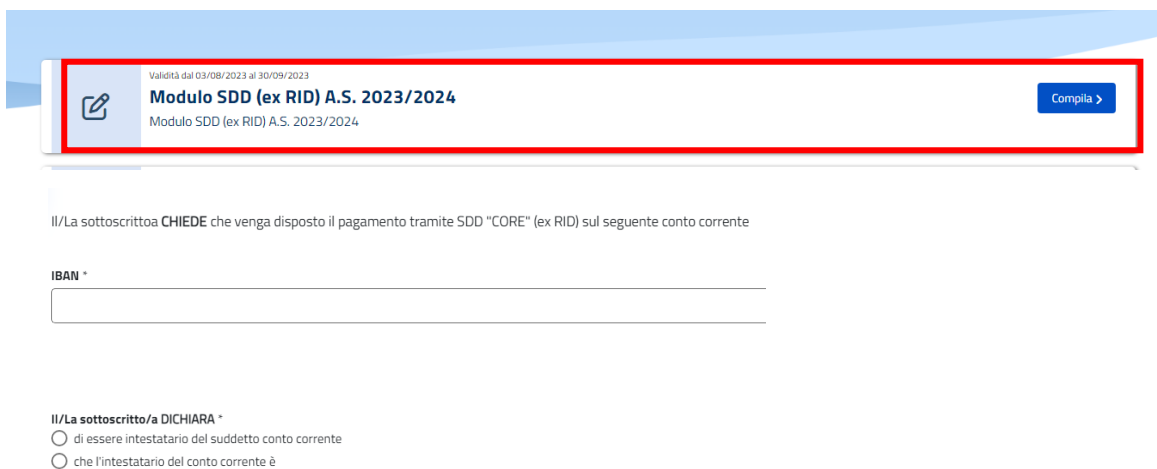 Validità dal 03/08/2023 al 30/09/2023
Modulo SDD (ex RID) A.S. 2023/2024
Modulo SDD (ex RID) A.S. 2023/2024
Compila >
Il/La sottoscrittoa CHIEDE che venga disposto il pagamento tramite SDD "CORE" (ex RID) sul seguente conto corrente
IBAN *
Il/La sottoscritto/a DICHIARA *
di essere intestatario del suddetto conto corrente
che l'intestatario del conto corrente è